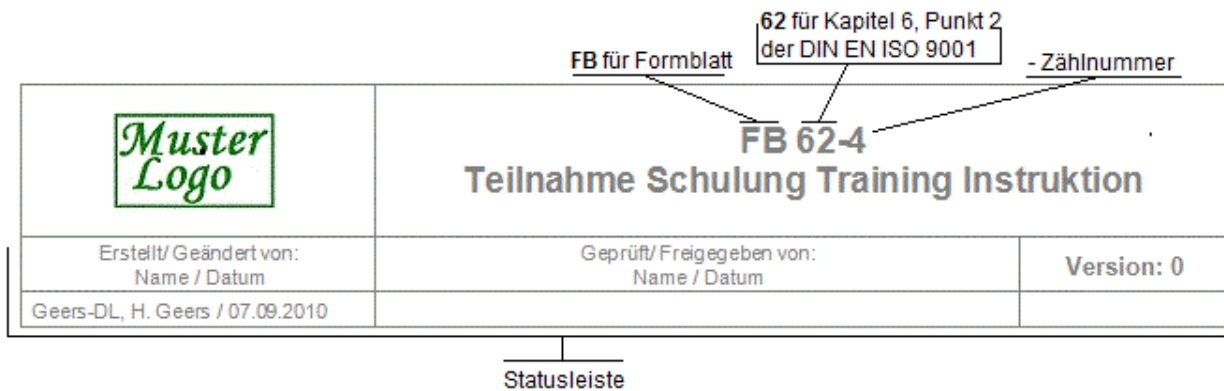 62 für Kapitel 6, Punkt 2
der DIN EN ISO 9001
FB für Formblatt
- Zählnummer
Muster
Logo
FB 62-4
Teilnahme Schulung Training Instruktion
Erstellt/ Geändert von:
Name / Datum
Geprüft/ Freigegeben von:
Name / Datum
Version: 0
Geers-DL, H. Geers / 07.09.2010
Statusleiste